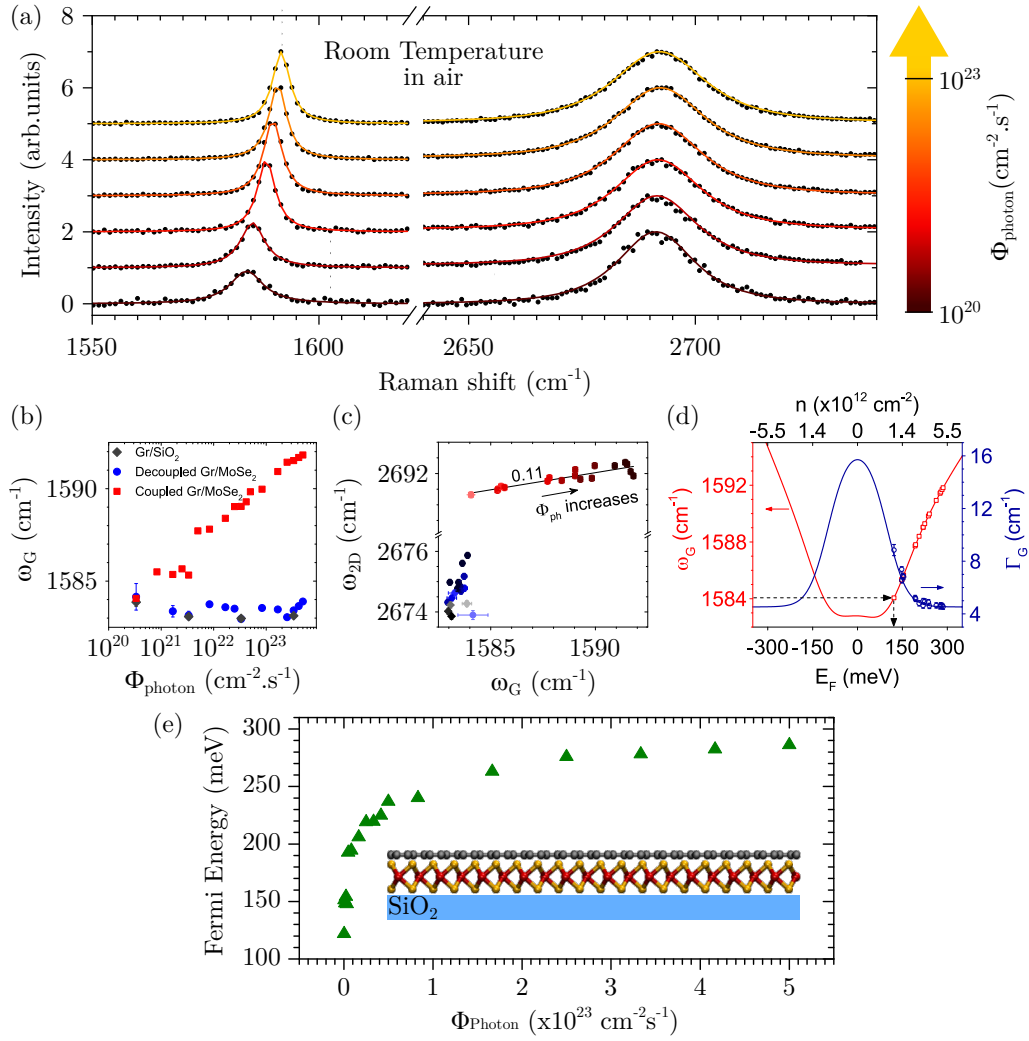 (a)
Room Temperature
in air
Intensity (arb.units)
0
2
4
6
8
1550
1600
2650
2700
Raman shift (cm⁻¹)
10²³
10²⁰
Φphoton(cm⁻².s⁻¹)
(b)
Gr/SiO₂
Decoupled Gr/MoSe₂
Coupled Gr/MoSe₂
ωG (cm⁻¹)
1590
1583
10²⁰ 10²¹ 10²² 10²³
Φphoton (cm⁻².s⁻¹)
(c)
ω2D (cm⁻¹)
2692
2676
2674
0.11
Φph increases
1585 1590
ωG (cm⁻¹)
(d)
n (x10¹² cm⁻²)
-5.5 1.4 1.4 5.5
ωG (cm⁻¹)
1592
1588
1584
ΓG (cm⁻¹)
16
12
8
4
-300 -150 0 150 300
EF (meV)
(e)
Fermi Energy (meV)
300
250
200
150
100
SiO₂
0 1 2 3 4 5
ΦPhoton (x10²³ cm⁻²s⁻¹)